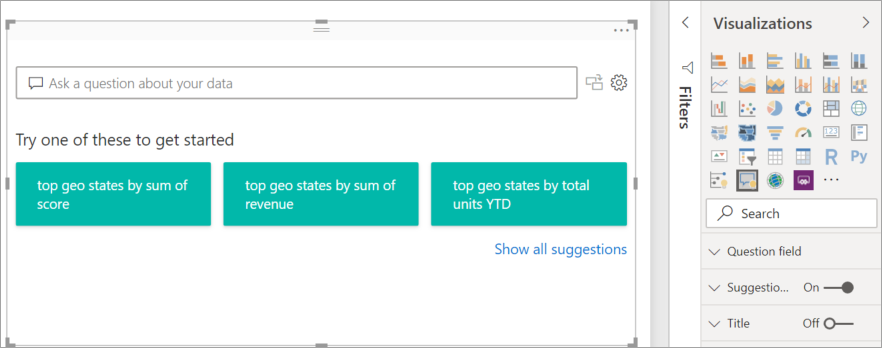 Ask a question about your data
Try one of these to get started
top geo states by sum of
score
top geo states by sum of
revenue
top geo states by total
units YTD
Show all suggestions
Filters
Visualizations
123
R
Py
Search
Question field
Suggestio... On
Title Off